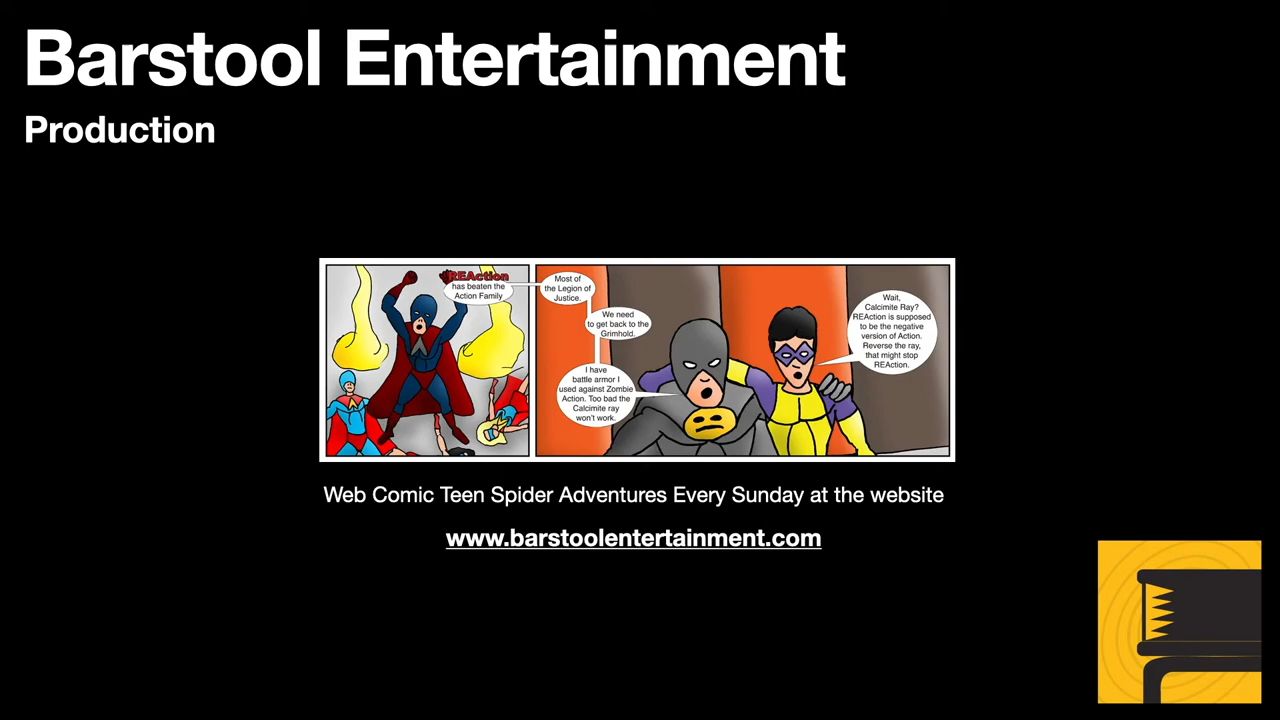 Barstool Entertainment
Production
REAction
has beaten the
Action Family
Most of
the Legion of
Justice.
We need
to get back to the
Grimhold.
I have
battle armor I
used against Zombie
Action. Too bad the
Calcimite ray
won't work.
Wait,
Calcimite Ray?
REAction is supposed
to be the negative
version of Action.
Reverse the ray,
that might stop
REAction.
Web Comic Teen Spider Adventures Every Sunday at the website
www.barstoolentertainment.com